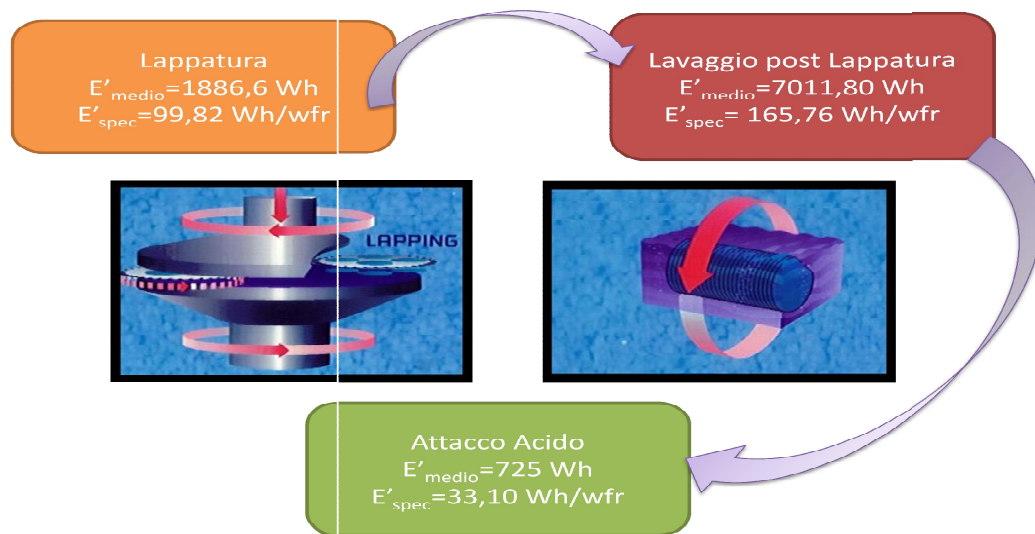 Lappatura
E'medio=1886,6 Wh
E'spec=99,82 Wh/wfr
Lavaggio post Lappatura
E'medio=7011,80 Wh
E'spec= 165,76 Wh/wfr
LAPPING
Attacco Acido
E'medio=725 Wh
E'spec=33,10 Wh/wfr